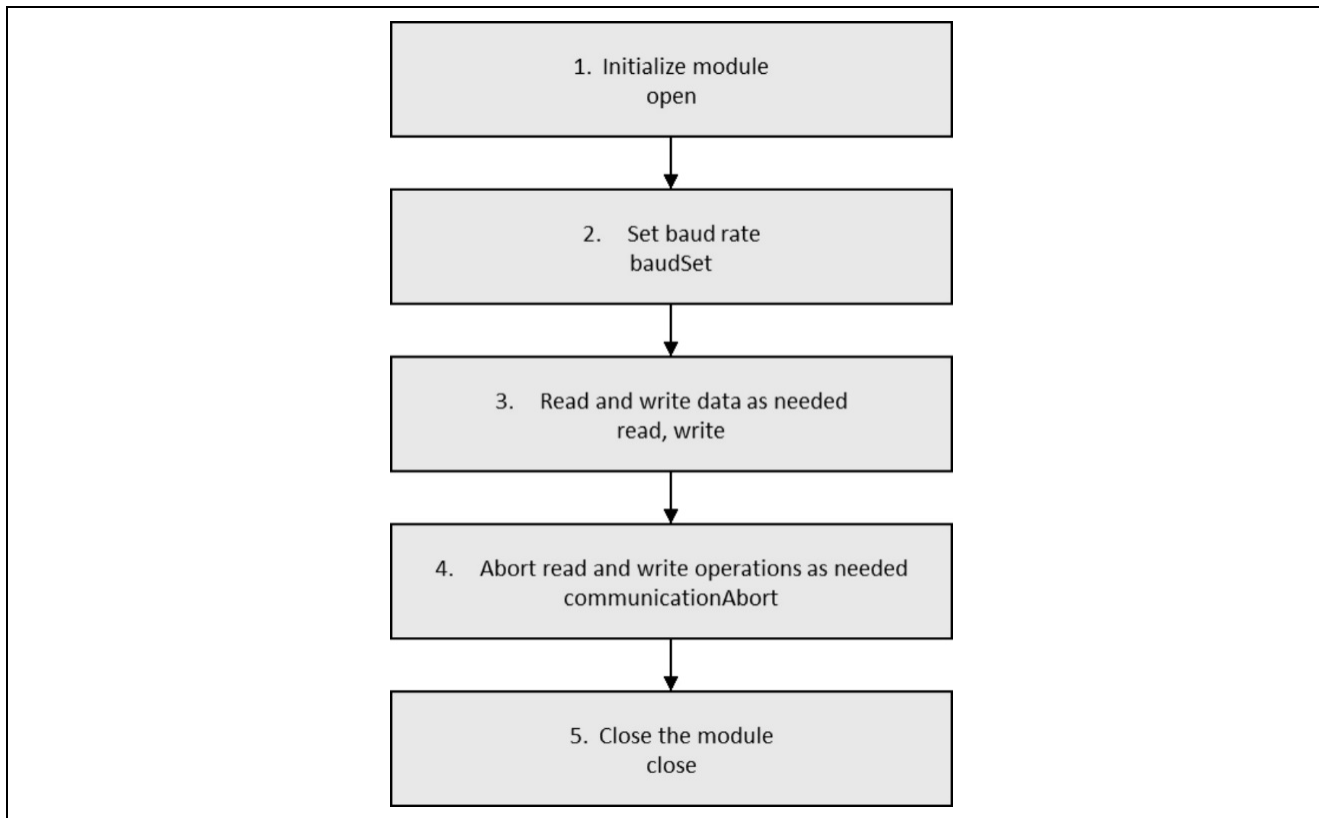 1. Initialize module
open
2. Set baud rate
baudSet
3. Read and write data as needed
read, write
4. Abort read and write operations as needed
communicationAbort
5. Close the module
close